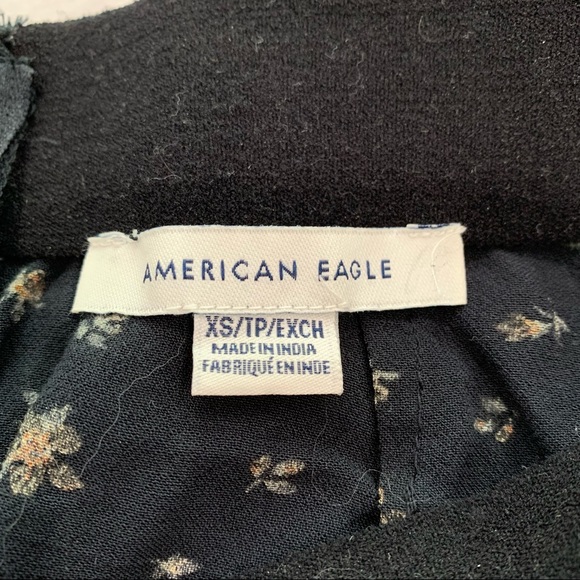 AMERICAN EAGLE
XS/TP/EXCH
MADE IN INDIA
FABRIQUÉ EN INDE